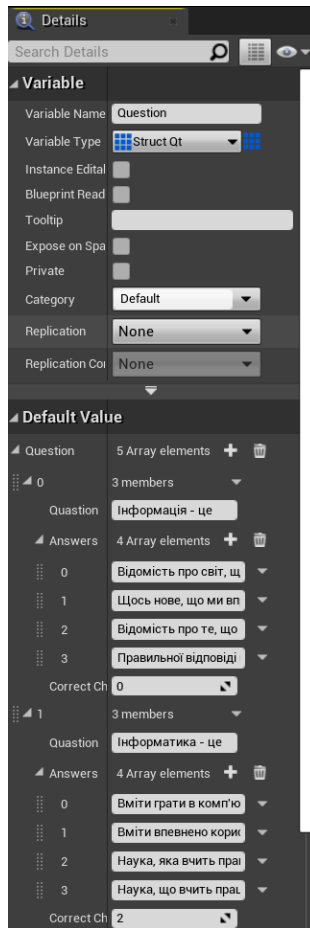 Details
Search Details
Variable
Variable Name Question
Variable Type Struct Qt
Instance Edital
Blueprint Read
Tooltip
Expose on Spa
Private
Category Default
Replication None
Replication Coi None
Default Value
Question 5 Array elements
0 3 members
Quastion Інформація - це
Answers 4 Array elements
0 Відомість про світ, щ
1 Щось нове, що ми вп
2 Відомість про те, що
3 Правильної відповіді
Correct Ch 0
1 3 members
Quastion Інформатика - це
Answers 4 Array elements
0 Вміти грати в комп'ю
1 Вміти впевнено корис
2 Наука, яка вчить прац
3 Наука, що вчить прац
Correct Ch 2